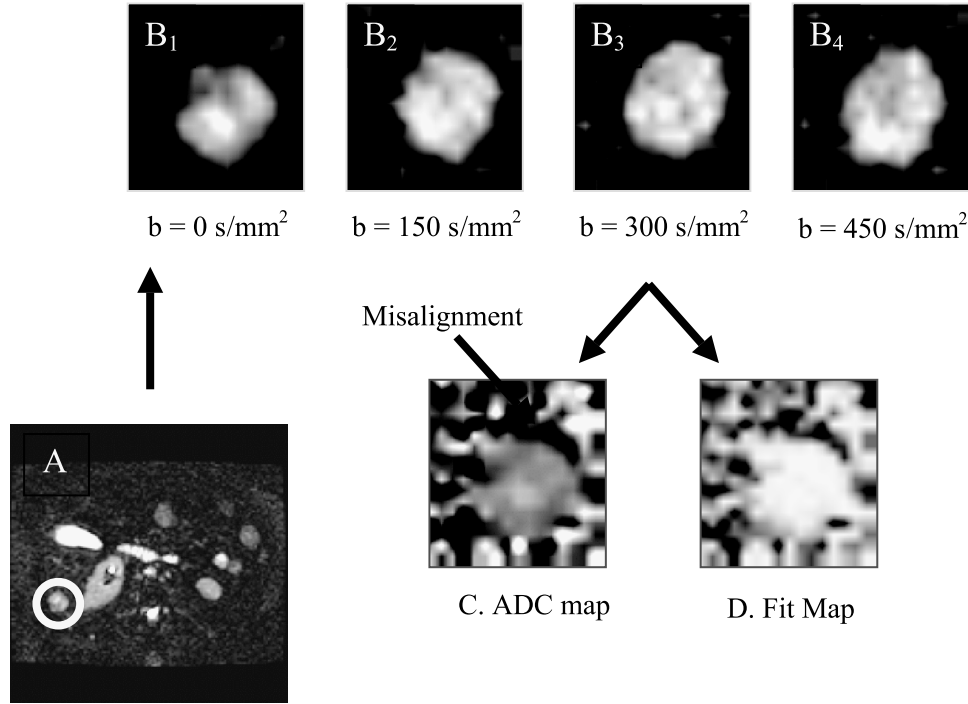 B₁ B₂ B₃ B₄
b = 0 s/mm² b = 150 s/mm² b = 300 s/mm² b = 450 s/mm²
Misalignment
A
C. ADC map D. Fit Map